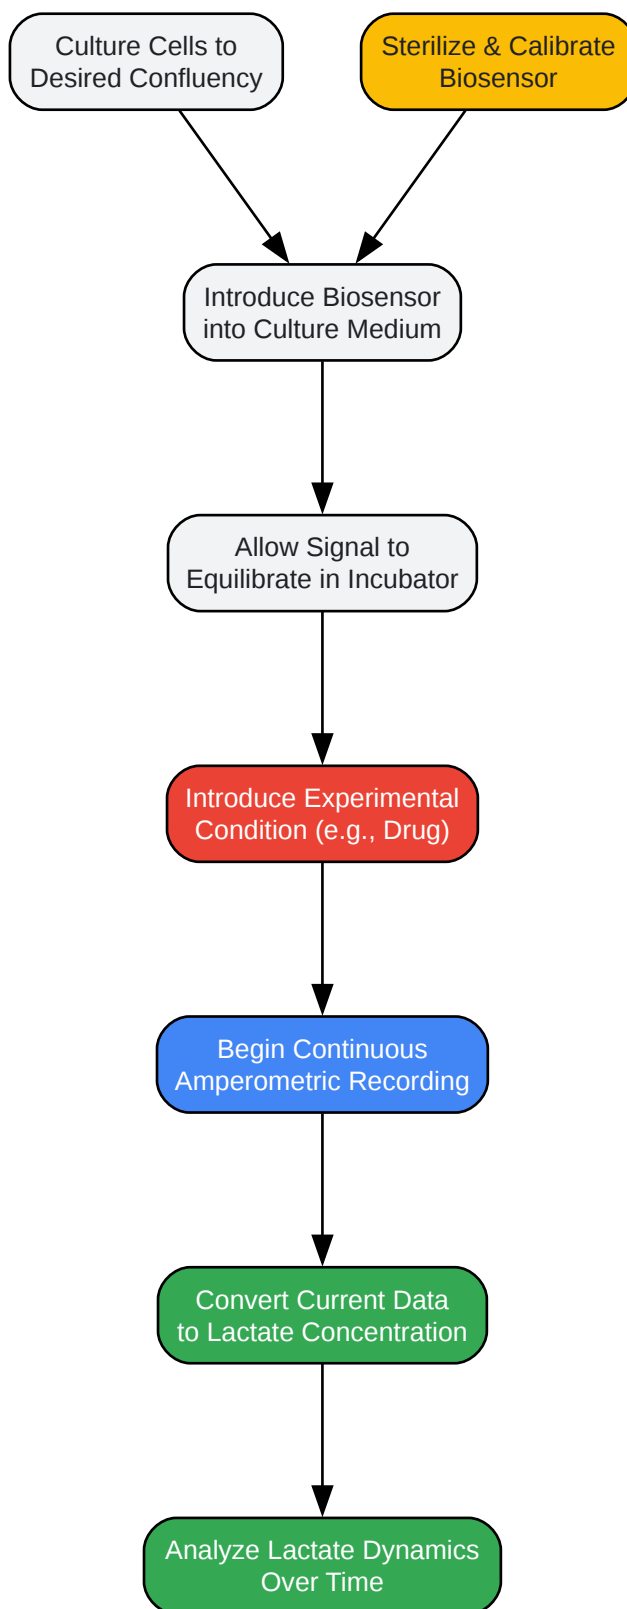 Culture Cells to
Desired Confluency
Sterilize & Calibrate
Biosensor
Introduce Biosensor
into Culture Medium
Allow Signal to
Equilibrate in Incubator
Introduce Experimental
Condition (e.g., Drug)
Begin Continuous
Amperometric Recording
Convert Current Data
to Lactate Concentration
Analyze Lactate Dynamics
Over Time